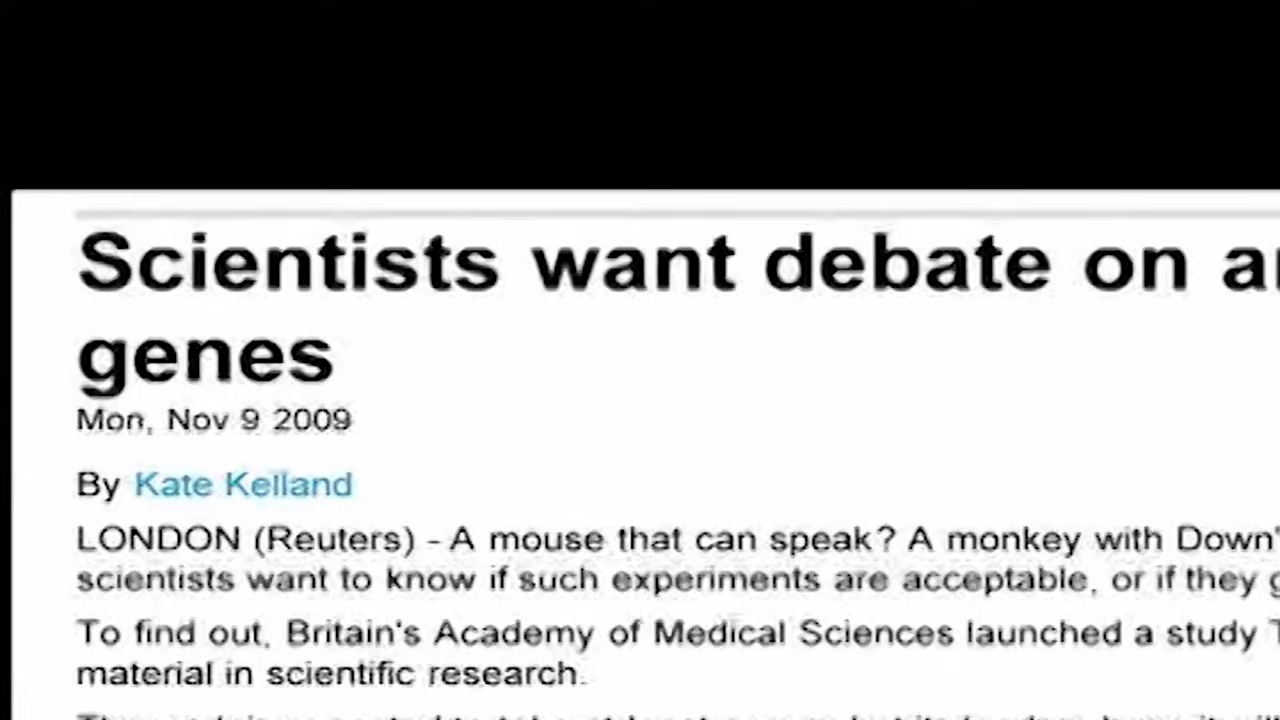 Scientists want debate on
genes
Mon, Nov 9 2009
By Kate Kelland
LONDON (Reuters) - A mouse that can speak? A monkey with Down'
scientists want to know if such experiments are acceptable, or if they
To find out, Britain's Academy of Medical Sciences launched a study
material in scientific research.